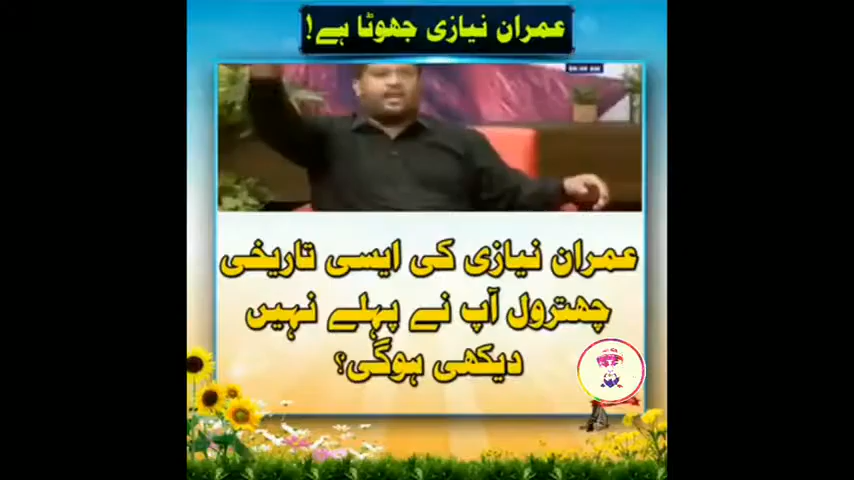 عمران نیازی جھوٹا ہے!
عمران نیازی کی ایسی تاریخی
چھترول آپ نے پہلے نہیں
دیکھی ہوگی؟